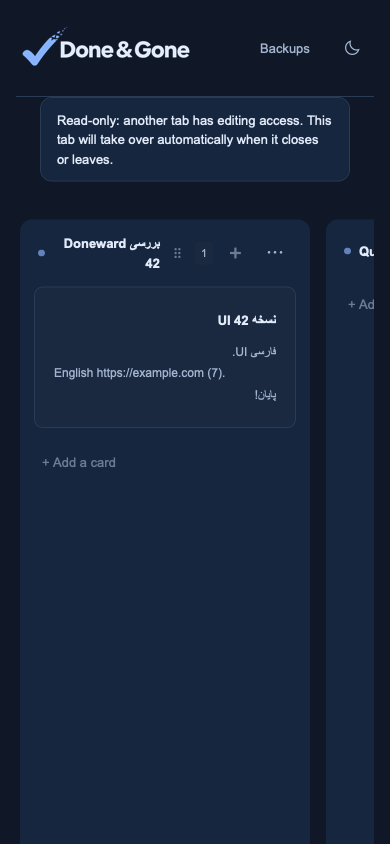 Done & Gone
Backups
Read-only: another tab has editing access. This
tab will take over automatically when it closes
or leaves.
بررسی Doneward
42
1
نسخه 42 UI
فارسی UI.
English https://example.com (7).
پایان!
+ Add a card
Qu
+ Ad